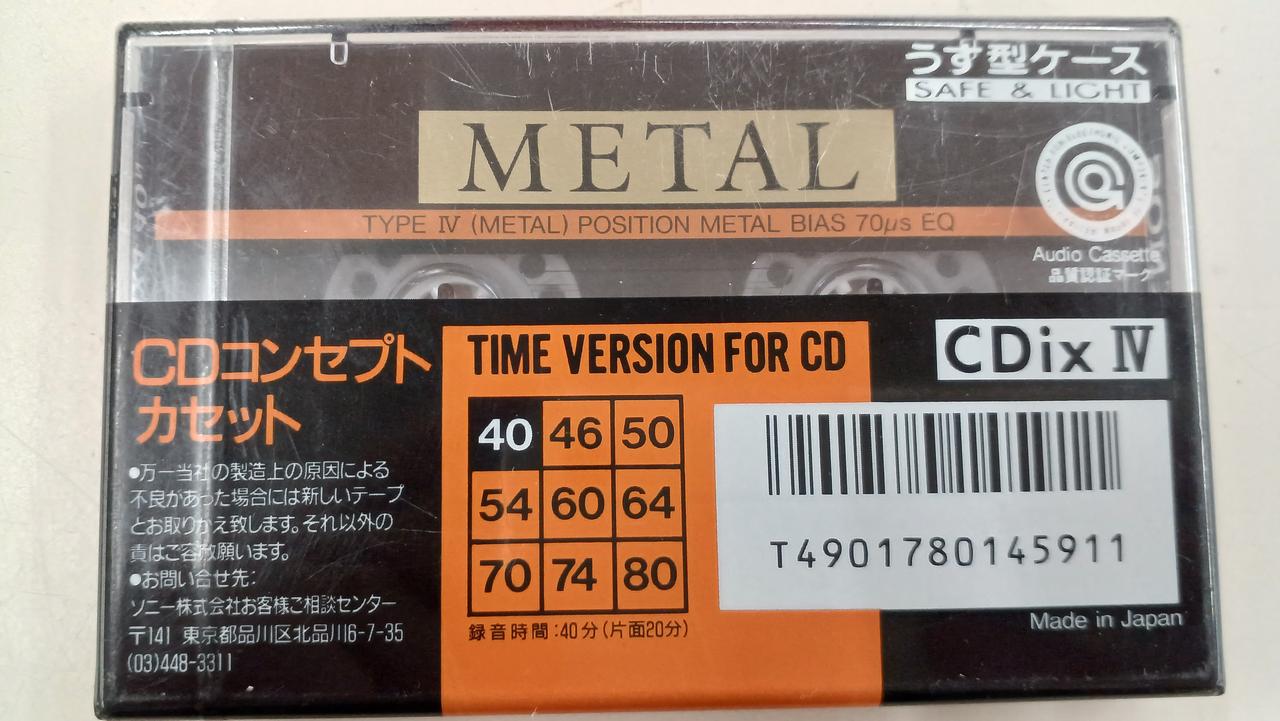 うす型ケース
SAFE & LIGHT
METAL
TYPE Ⅳ (METAL) POSITION METAL BIAS 70μs EQ
Audio Cassette
品質認証マーク
CDコンセプト
カセット
●万一当社の製造上の原因による
不良があった場合には新しいテープ
とお取りかえ致します。それ以外の
責はご容赦願います。
●お問い合せ先:
ソニー株式会社お客様ご相談センター
〒141 東京都品川区北品川6-7-35
(03)448-3311
TIME VERSION FOR CD
40 46 50
54 60 64
70 74 80
録音時間:40分(片面20分)
CDix Ⅳ
T4901780145911
Made in Japan